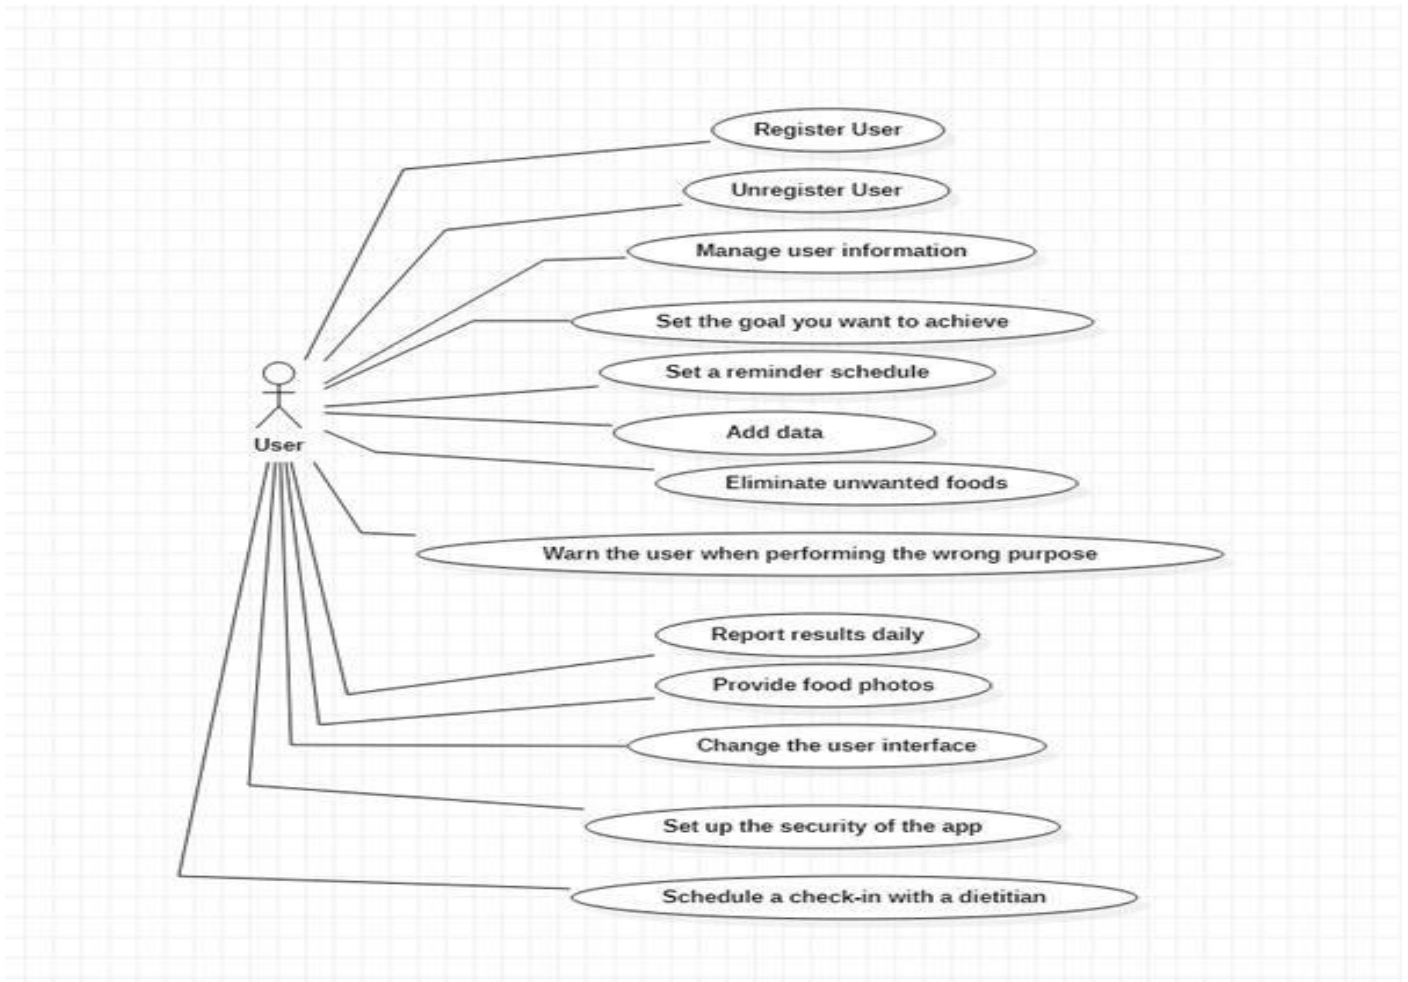 Register User
Unregister User
Manage user information
Set the goal you want to achieve
Set a reminder schedule
User
Add data
Eliminate unwanted foods
Warn the user when performing the wrong purpose
Report results daily
Provide food photos
Change the user interface
Set up the security of the app
Schedule a check-in with a dietitian